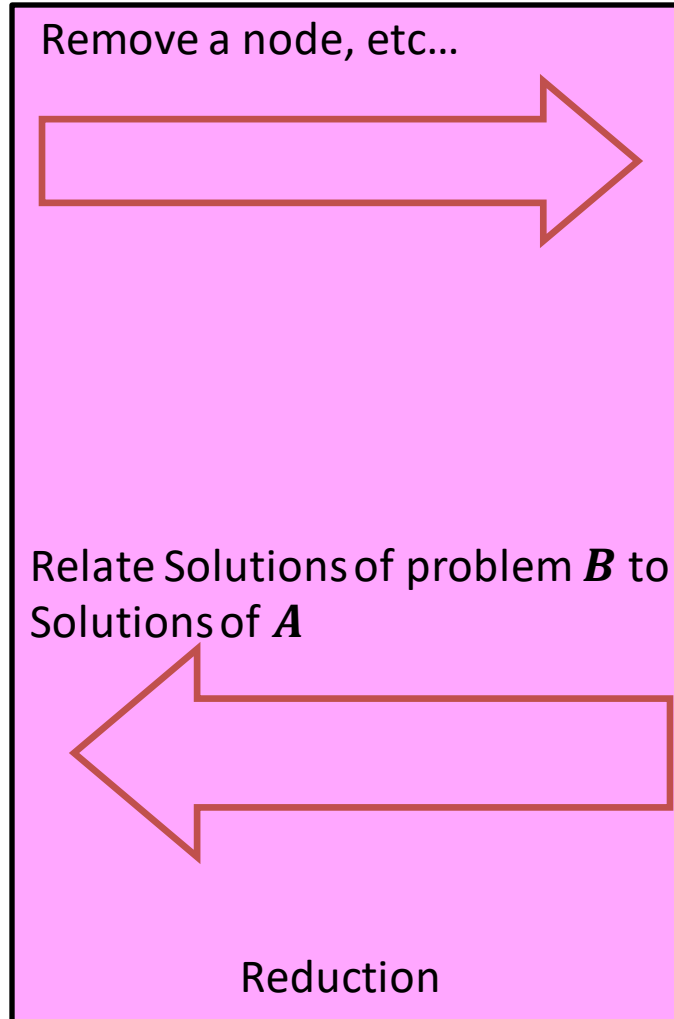 Remove a node, etc…
Relate Solutions of problem B to
Solutions of A
Reduction